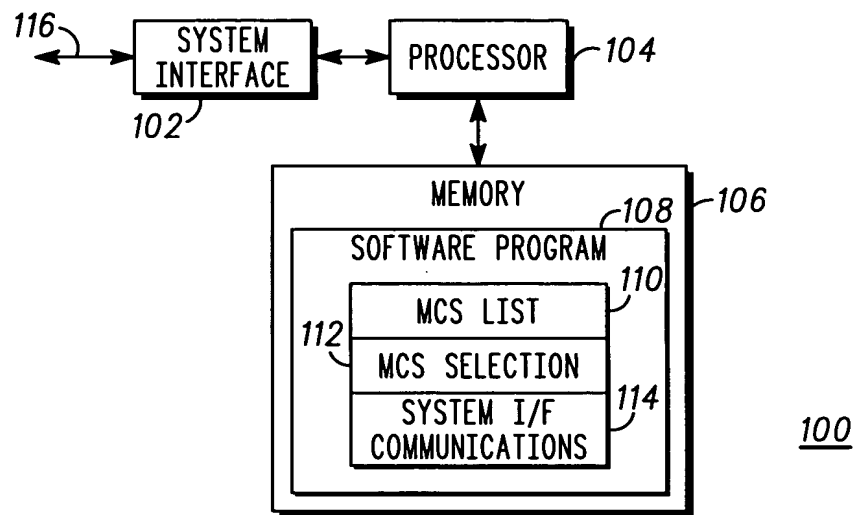 116
SYSTEM
INTERFACE
102
PROCESSOR
104
MEMORY
106
108
SOFTWARE PROGRAM
110
MCS LIST
112
MCS SELECTION
114
SYSTEM I/F
COMMUNICATIONS
100